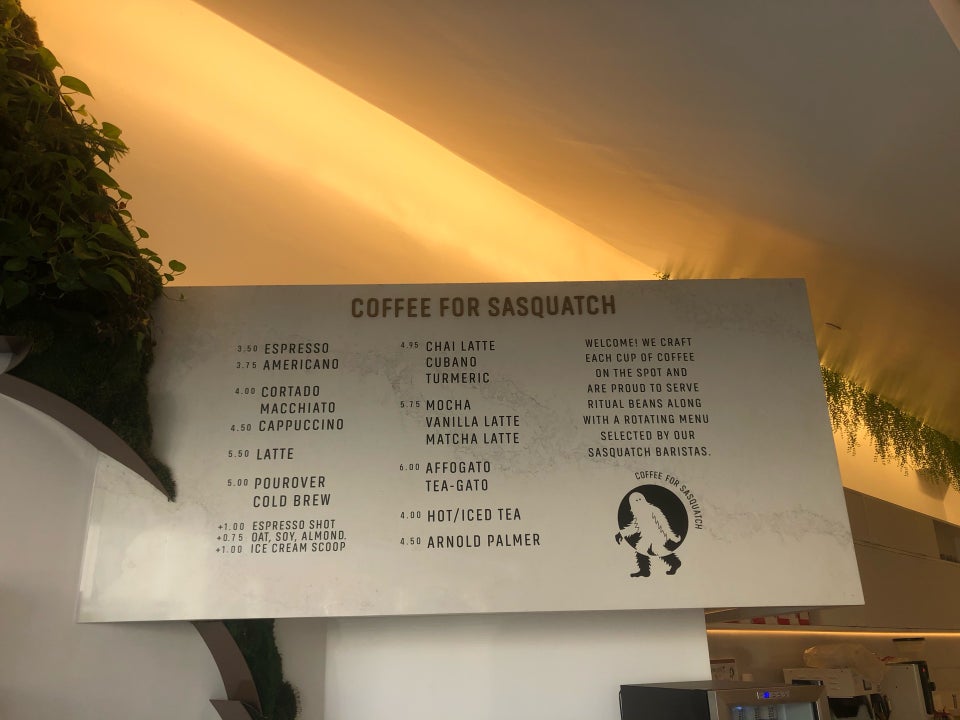 COFFEE FOR SASQUATCH
3.50 ESPRESSO
3.75 AMERICANO
4.00 CORTADO
MACCHIATO
4.50 CAPPUCCINO
5.50 LATTE
5.00 POUROVER
COLD BREW
+1.00 ESPRESSO SHOT
+0.75 OAT, SOY, ALMOND.
+1.00 ICE CREAM SCOOP
4.95 CHAI LATTE
CUBANO
TURMERIC
5.75 MOCHA
VANILLA LATTE
MATCHA LATTE
6.00 AFFOGATO
TEA-GATO
4.00 HOT/ICED TEA
4.50 ARNOLD PALMER
WELCOME! WE CRAFT
EACH CUP OF COFFEE
ON THE SPOT AND
ARE PROUD TO SERVE
RITUAL BEANS ALONG
WITH A ROTATING MENU
SELECTED BY OUR
SASQUATCH BARISTAS.
COFFEE FOR SASQUATCH